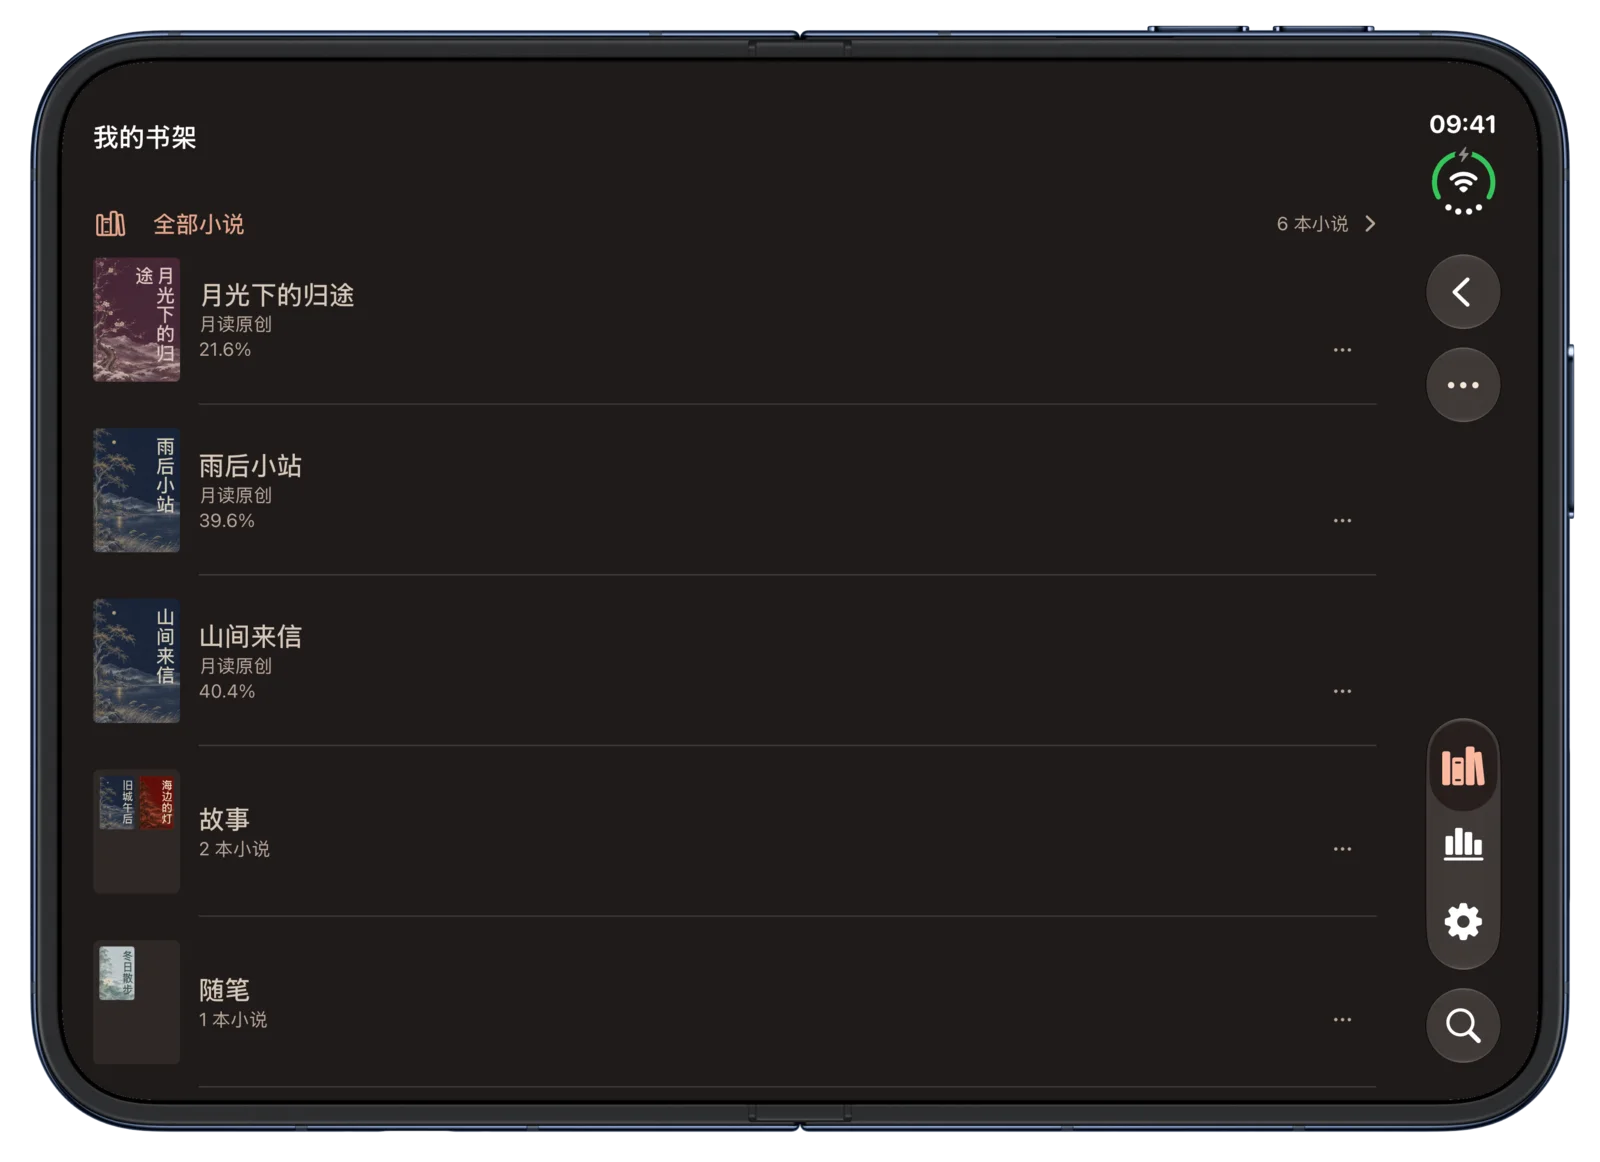 我的书架
09:41
全部小说
6 本小说
月光下的归途
月光下的归途
月读原创
21.6%
雨后小站
雨后小站
月读原创
39.6%
山间来信
山间来信
月读原创
40.4%
旧城午后
海边的灯
故事
2 本小说
冬日散步
随笔
1 本小说